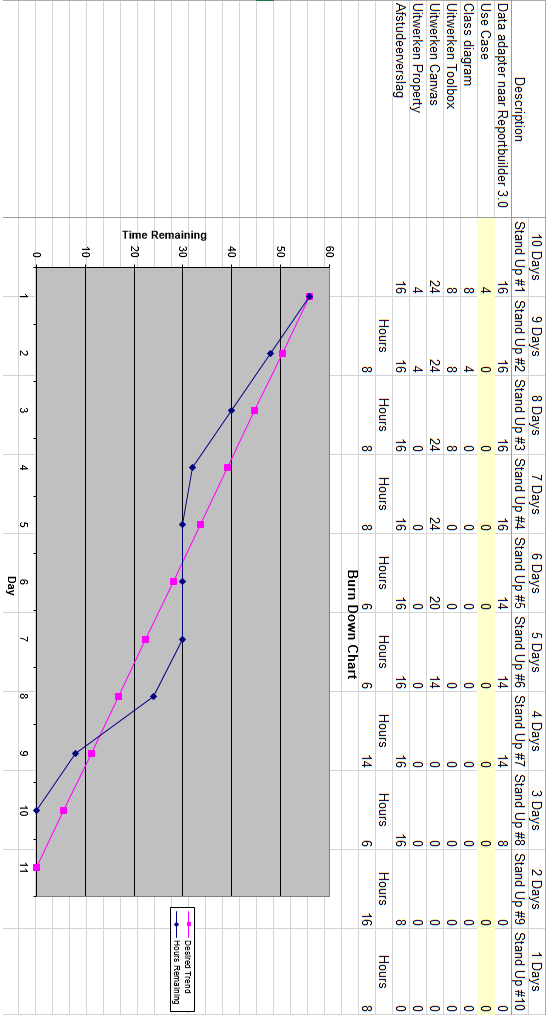 10 Days 9 Days 8 Days 7 Days 6 Days 5 Days 4 Days 3 Days 2 Days 1 Days
Description Stand Up #1 Stand Up #2 Stand Up #3 Stand Up #4 Stand Up #5 Stand Up #6 Stand Up #7 Stand Up #8 Stand Up #9 Stand Up #10
Data adapter naar Reportbuilder 3.0 16 16 16 16 14 14 14 8 0 0
Use Case 4 0 0 0 0 0 0 0 0 0
Class diagram 8 4 0 0 0 0 0 0 0 0
Uitwerken Toolbox 8 8 8 0 0 0 0 0 0 0
Uitwerken Canvas 24 24 24 24 20 14 0 0 0 0
Uitwerken Property 4 4 0 0 0 0 0 0 0 0
Afstudeerverslag 16 16 16 16 16 16 16 16 8 0
Hours Hours Hours Hours Hours Hours Hours Hours Hours
8 8 8 6 6 14 6 16 8
Burn Down Chart
60
50
40
30
20
10
0
Time Remaining
1 2 3 4 5 6 7 8 9 10 11
Day
Desired Trend
Hours Remaining